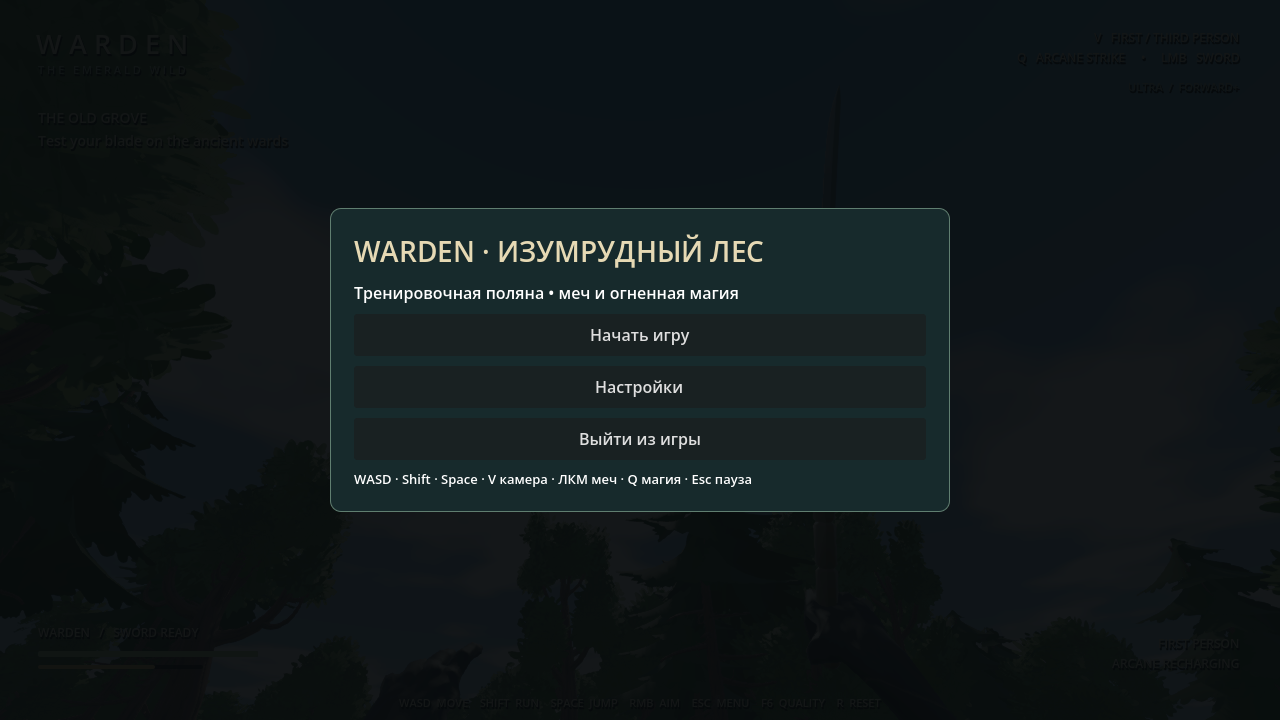 WARDEN
THE EMERALD WILD
V FIRST / THIRD PERSON
Q ARCANE STRIKE • LMB SWORD
ULTRA / FORWARD+
THE OLD GROVE
Test your blade on the ancient wards
WARDEN · ИЗУМРУДНЫЙ ЛЕС
Тренировочная поляна • меч и огненная магия
Начать игру
Настройки
Выйти из игры
WASD · Shift · Space · V камера · ЛКМ меч · Q магия · Esc пауза
WARDEN / SWORD READY
FIRST PERSON
ARCANE RECHARGING
WASD MOVE SHIFT RUN SPACE JUMP RMB AIM ESC MENU F6 QUALITY R RESET